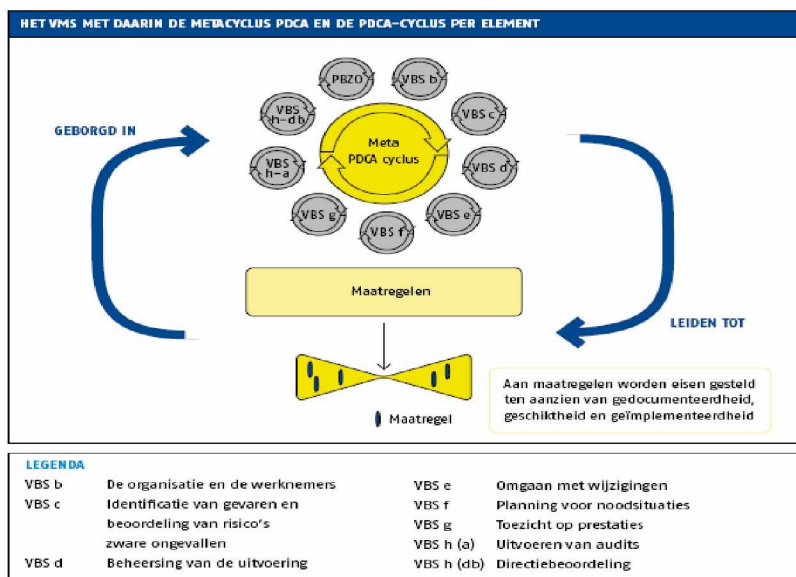 HET VMS MET DAARIN DE METACYCLUS PDCA EN DE PDCA-CYCLUS PER ELEMENT
GEBORGD IN
PBZO
VBS b
VBS c
VBS d
VBS e
VBS f
VBS g
VBS
h-a
VBS
h-db
Meta
PDCA cyclus
Maatregelen
LEIDEN TOT
Aan maatregelen worden eisen gesteld
ten aanzien van gedocumenteerdheid,
geschiktheid en geïmplementeerdheid
Maatregel
LEGENDA
VBS b De organisatie en de werknemers
VBS c Identificatie van gevaren en
beoordeling van risico's
zware ongevallen
VBS d Beheersing van de uitvoering
VBS e Omgaan met wijzigingen
VBS f Planning voor noodsituaties
VBS g Toezicht op prestaties
VBS h (a) Uitvoeren van audits
VBS h (db) Directiebeoordeling